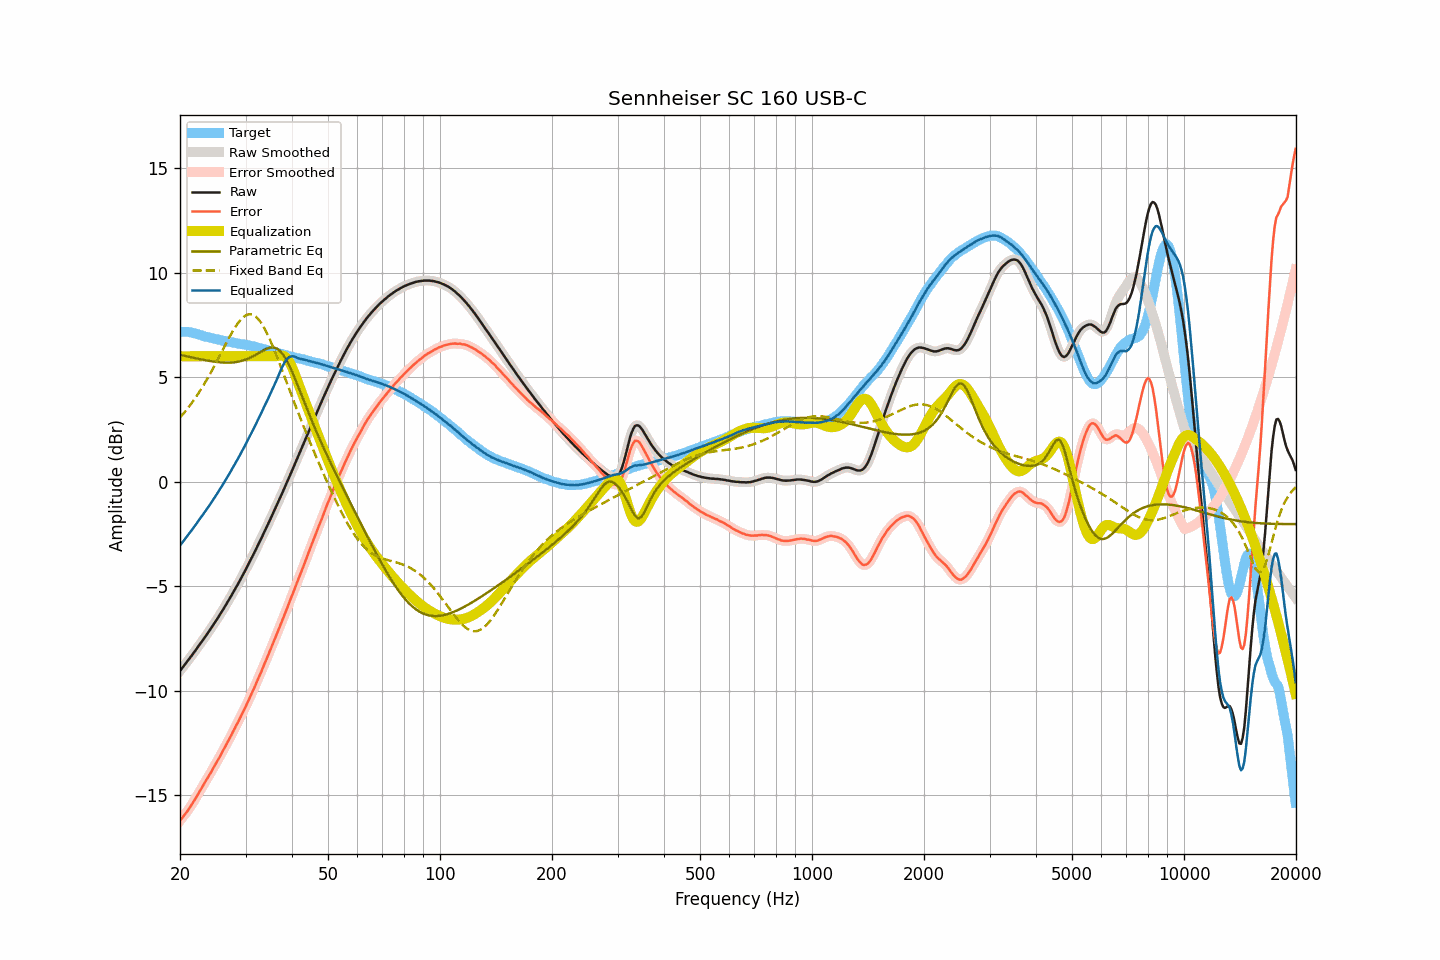 Sennheiser SC 160 USB-C
Target
Raw Smoothed
Error Smoothed
Raw
Error
Equalization
Parametric Eq
Fixed Band Eq
Equalized
Amplitude (dBr)
15
10
5
0
−5
−10
−15
20 50 100 200 500 1000 2000 5000 10000 20000
Frequency (Hz)